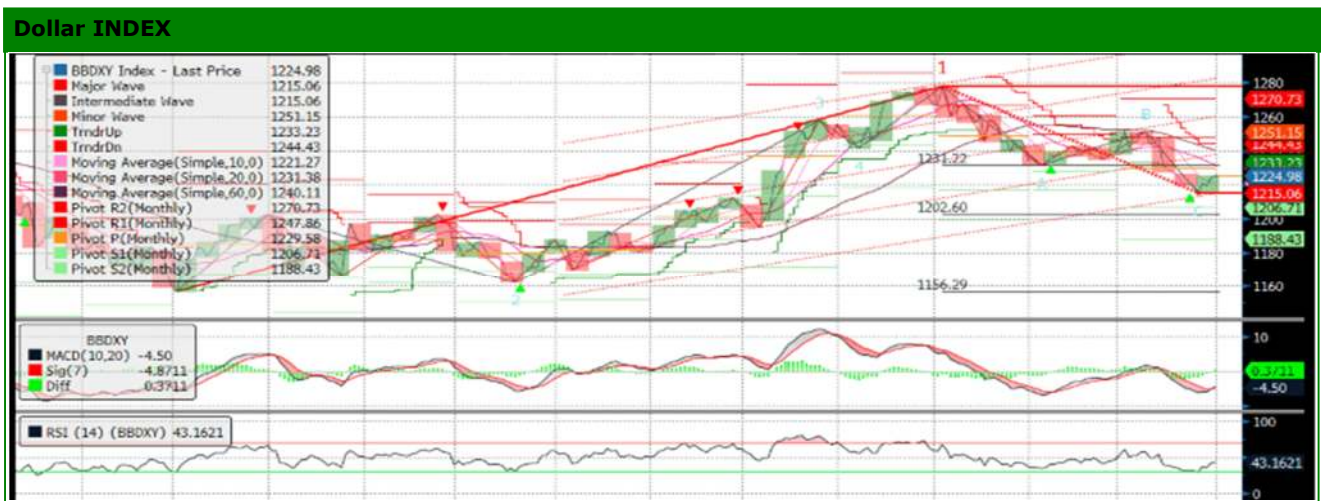 Dollar INDEX
BBDXY Index - Last Price 1224.98
Major Wave 1215.06
Intermediate Wave 1215.06
Minor Wave 1251.15
TrndrUp 1233.23
TrndrDn 1244.43
Moving Average(Simple,10,0) 1221.27
Moving Average(Simple,20,0) 1231.38
Moving Average(Simple,60,0) 1240.11
Pivot R2(Monthly) 1270.73
Pivot R1(Monthly) 1247.86
Pivot P(Monthly) 1229.58
Pivot S1(Monthly) 1206.71
Pivot S2(Monthly) 1188.43
1
2
3
4
A
B
C
1231.72
1202.60
1156.29
1280
1270.73
1260
1251.15
1244.43
1233.23
1224.98
1215.06
1206.71
1200
1188.43
1180
1160
BBDXY
MACD(10,20) -4.50
Sig(7) -4.8711
Diff 0.3711
10
0.3711
-4.50
RSI (14) (BBDXY) 43.1621
100
43.1621
0